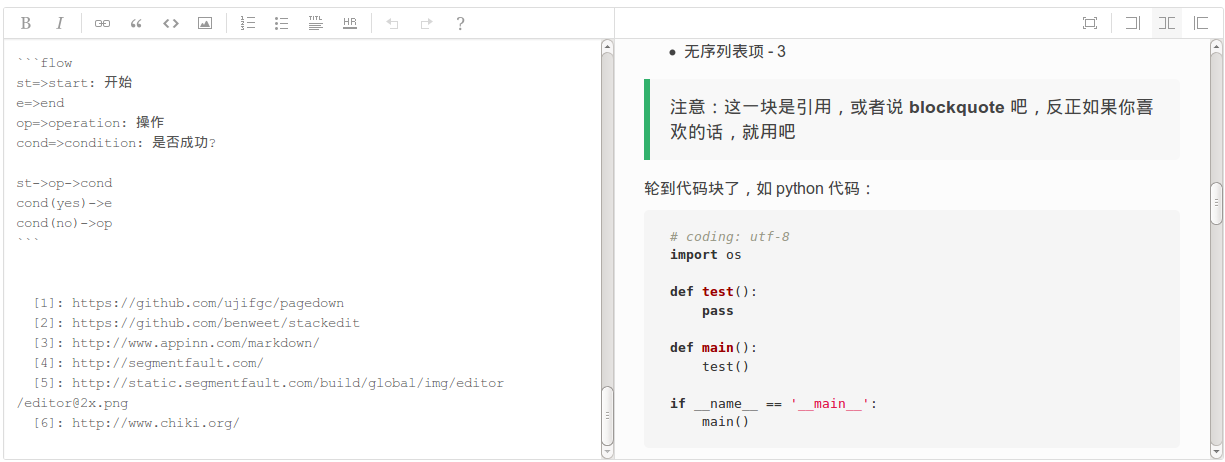 B I TITL HR ?
```flow
st=>start: 开始
e=>end
op=>operation: 操作
cond=>condition: 是否成功?
st->op->cond
cond(yes)->e
cond(no)->op
```
[1]: https://github.com/ujifgc/pagedown
[2]: https://github.com/benweet/stackedit
[3]: http://www.appinn.com/markdown/
[4]: http://segmentfault.com/
[5]: http://static.segmentfault.com/build/global/img/editor
/editor@2x.png
[6]: http://www.chiki.org/
• 无序列表项 - 3
注意：这一块是引用，或者说 blockquote 吧，反正如果你喜
欢的话，就用吧
轮到代码块了，如 python 代码：
# coding: utf-8
import os
def test():
    pass
def main():
    test()
if __name__ == '__main__':
    main()